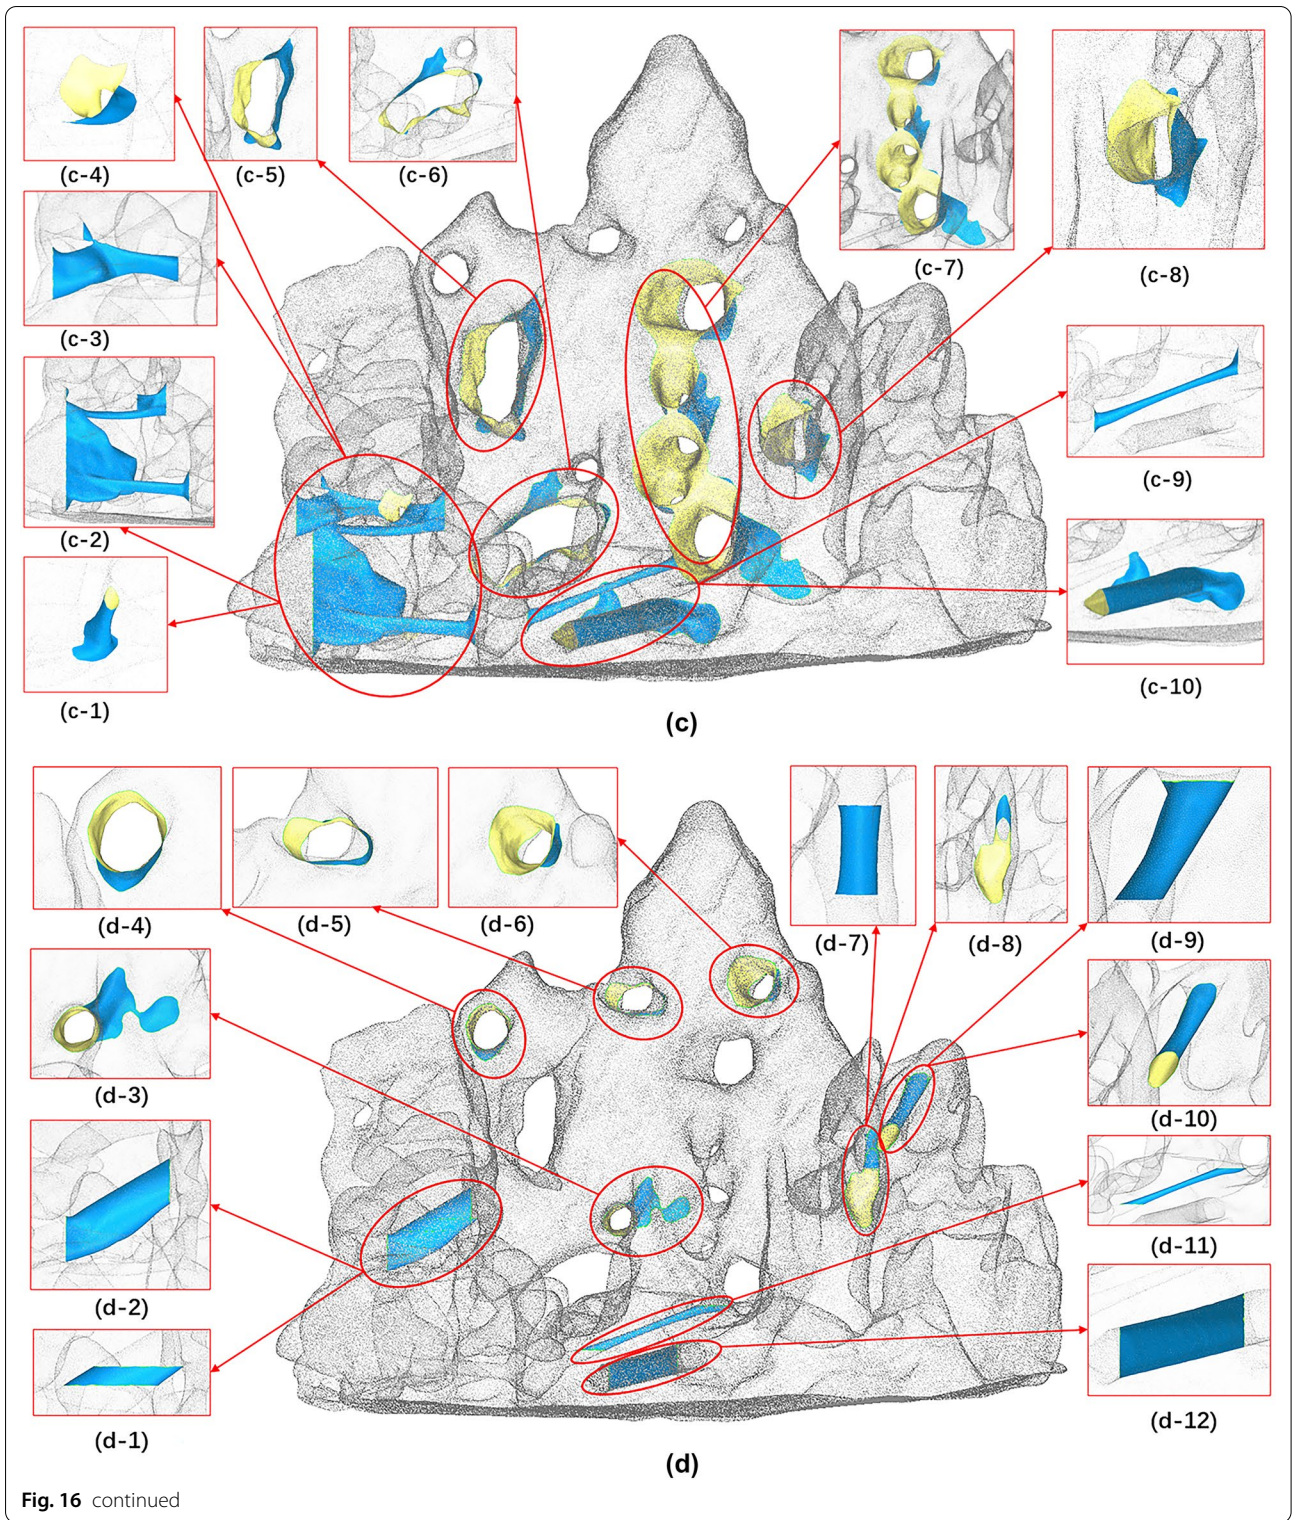 (c-4)
(c-5)
(c-6)
(c-7)
(c-8)
(c-3)
(c-2)
(c-9)
(c-1)
(c-10)
(c)
(d-4)
(d-5)
(d-6)
(d-7)
(d-8)
(d-9)
(d-3)
(d-10)
(d-2)
(d-11)
(d-1)
(d-12)
(d)
Fig. 16 continued